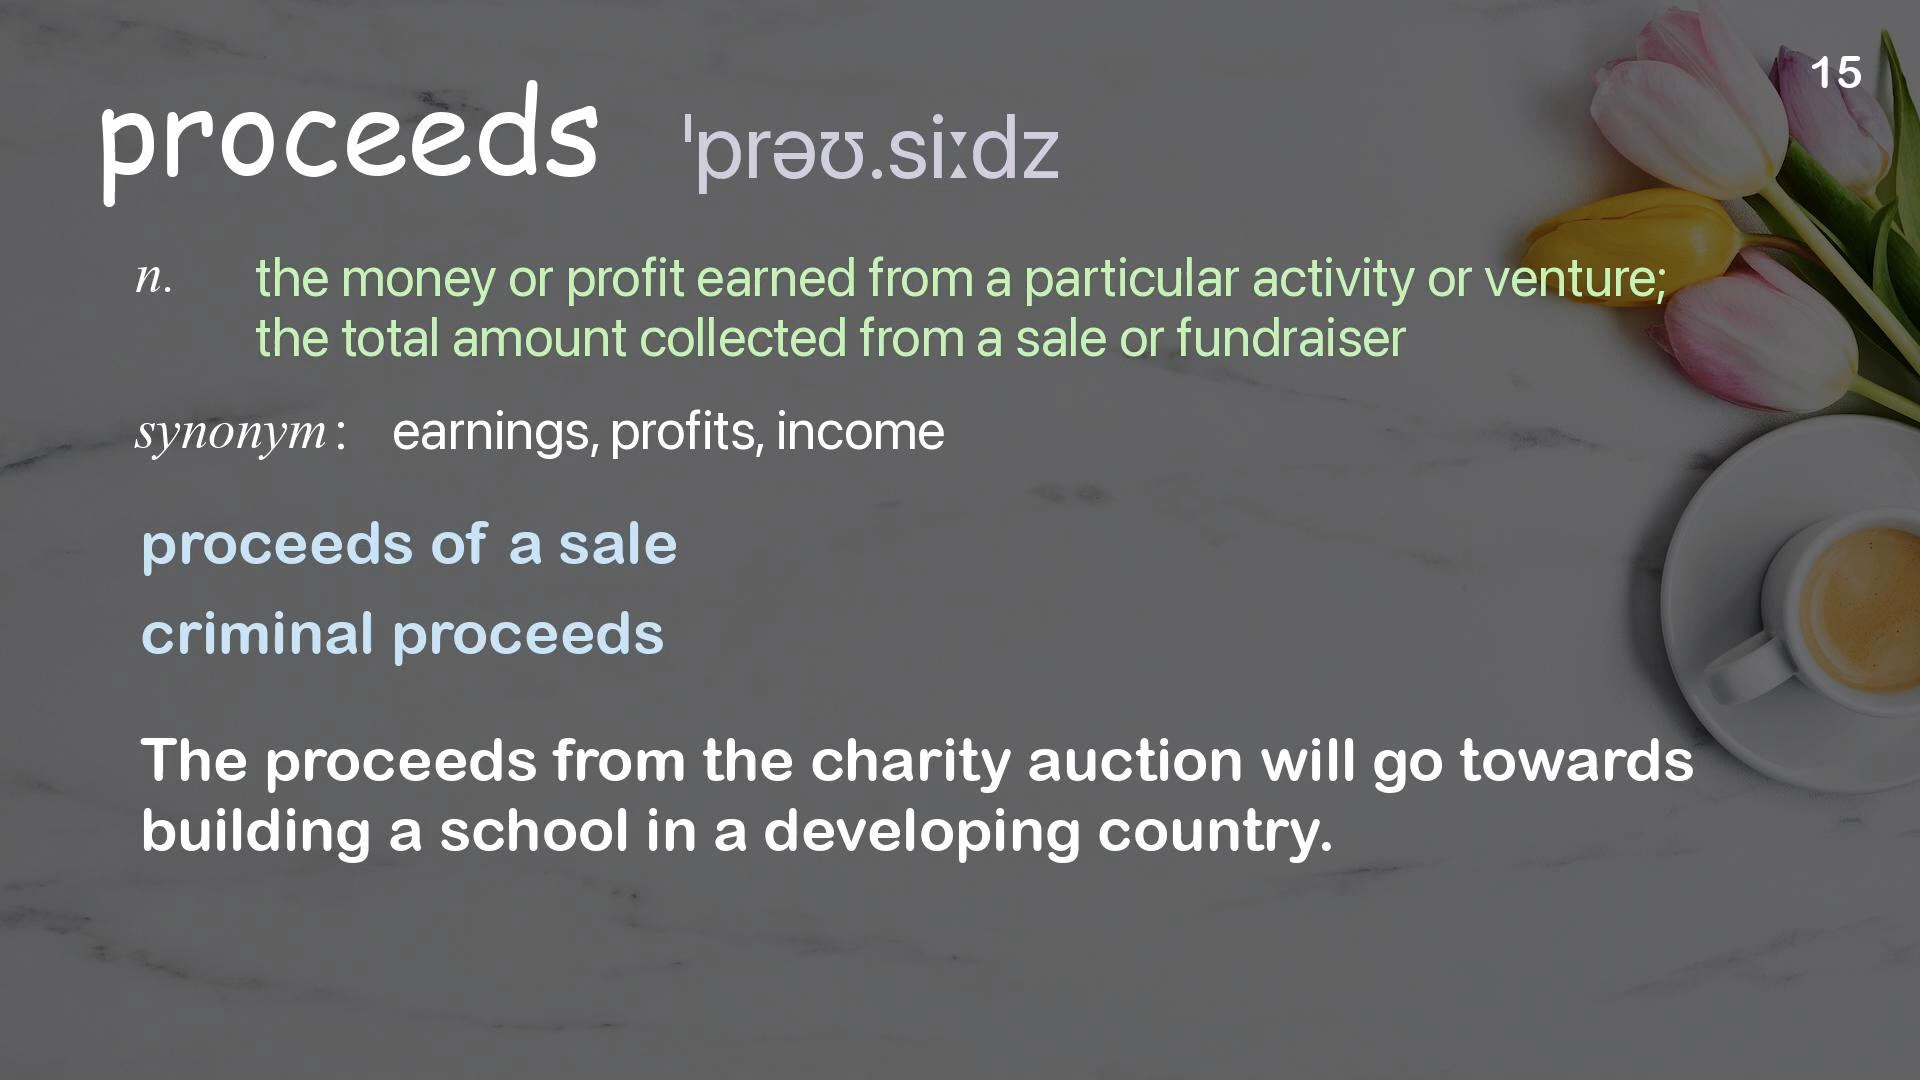 15
proceeds ˈprəʊ.siːdz
n. the money or profit earned from a particular activity or venture;
the total amount collected from a sale or fundraiser
synonym: earnings, profits, income
proceeds of a sale
criminal proceeds
The proceeds from the charity auction will go towards
building a school in a developing country.